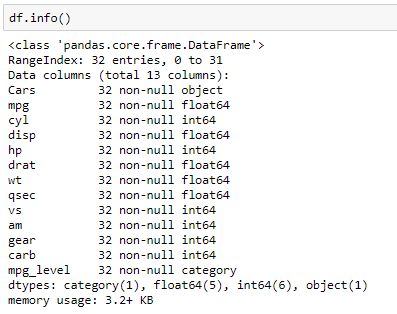 df.info()
<class 'pandas.core.frame.DataFrame'>
RangeIndex: 32 entries, 0 to 31
Data columns (total 13 columns):
Cars         32 non-null object
mpg          32 non-null float64
cyl          32 non-null int64
disp         32 non-null float64
hp           32 non-null int64
drat         32 non-null float64
wt           32 non-null float64
qsec         32 non-null float64
vs           32 non-null int64
am           32 non-null int64
gear         32 non-null int64
carb         32 non-null int64
mpg_level    32 non-null category
dtypes: category(1), float64(5), int64(6), object(1)
memory usage: 3.2+ KB